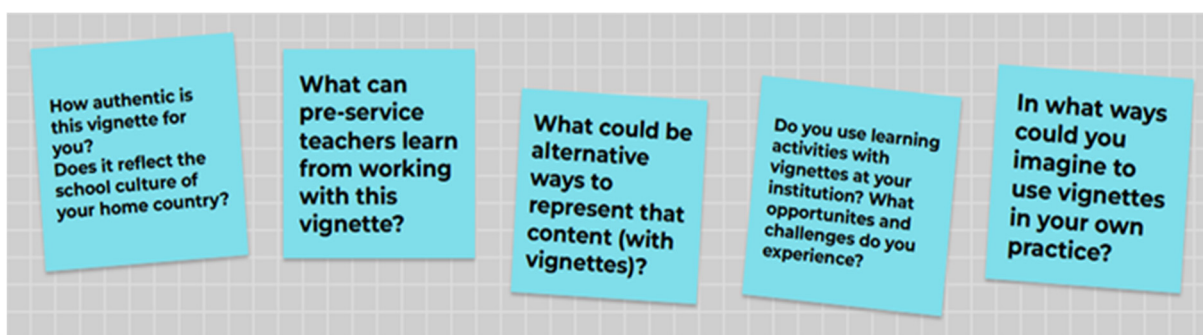 How authentic is
this vignette for
you?
Does it reflect the
school culture of
your home country?
What can
pre-service
teachers learn
from working
with this
vignette?
What could be
alternative
ways to
represent that
content (with
vignettes)?
Do you use learning
activities with
vignettes at your
institution? What
opportunites and
challenges do you
experience?
In what ways
could you
imagine to
use vignettes
in your own
practice?